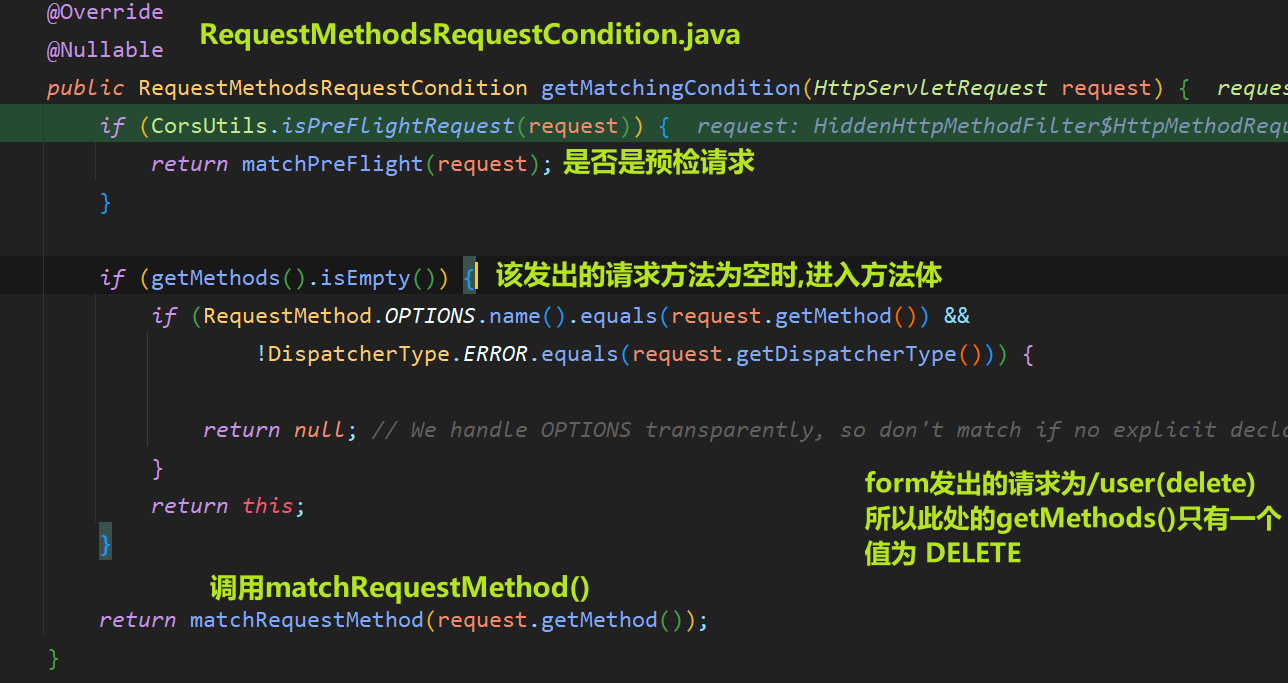 @Override
RequestMethodsRequestCondition.java
@Nullable
public RequestMethodsRequestCondition getMatchingCondition(HttpServletRequest request) { reques
if (CorsUtils.isPreFlightRequest(request)) { request: HiddenHttpMethodFilter$HttpMethodRequ
return matchPreFlight(request); 是否是预检请求
}
if (getMethods().isEmpty()) { 该发出的请求方法为空时,进入方法体
if (RequestMethod.OPTIONS.name().equals(request.getMethod()) &&
!DispatcherType.ERROR.equals(request.getDispatcherType())) {
return null; // We handle OPTIONS transparently, so don't match if no explicit decla
}
form发出的请求为/user(delete)
return this;
所以此处的getMethods()只有一个
}
值为 DELETE
调用matchRequestMethod()
return matchRequestMethod(request.getMethod());
}